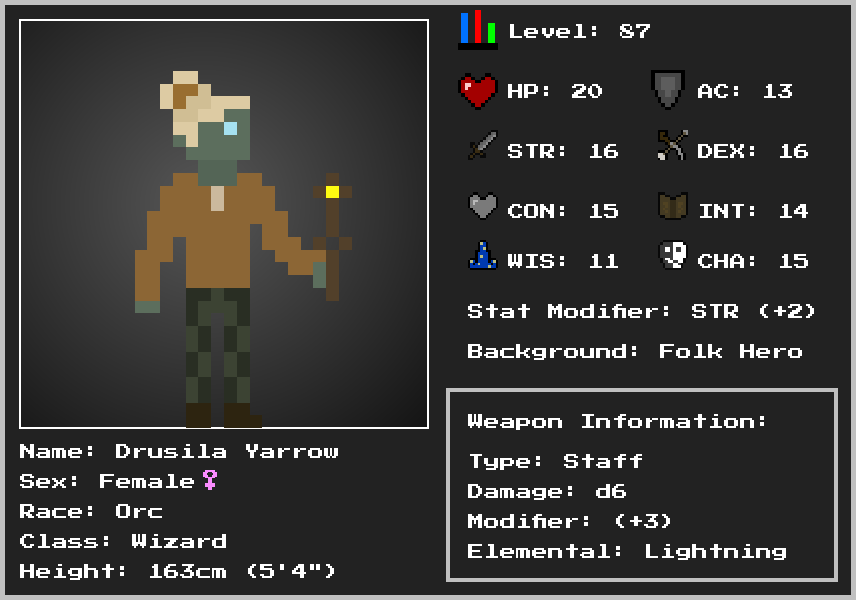 Level: 87
HP: 20 AC: 13
STR: 16 DEX: 16
CON: 15 INT: 14
WIS: 11 CHA: 15
Stat Modifier: STR (+2)
Background: Folk Hero
Weapon Information:
Type: Staff
Damage: d6
Modifier: (+3)
Elemental: Lightning
Name: Drusila Yarrow
Sex: Female♀
Race: Orc
Class: Wizard
Height: 163cm (5'4")